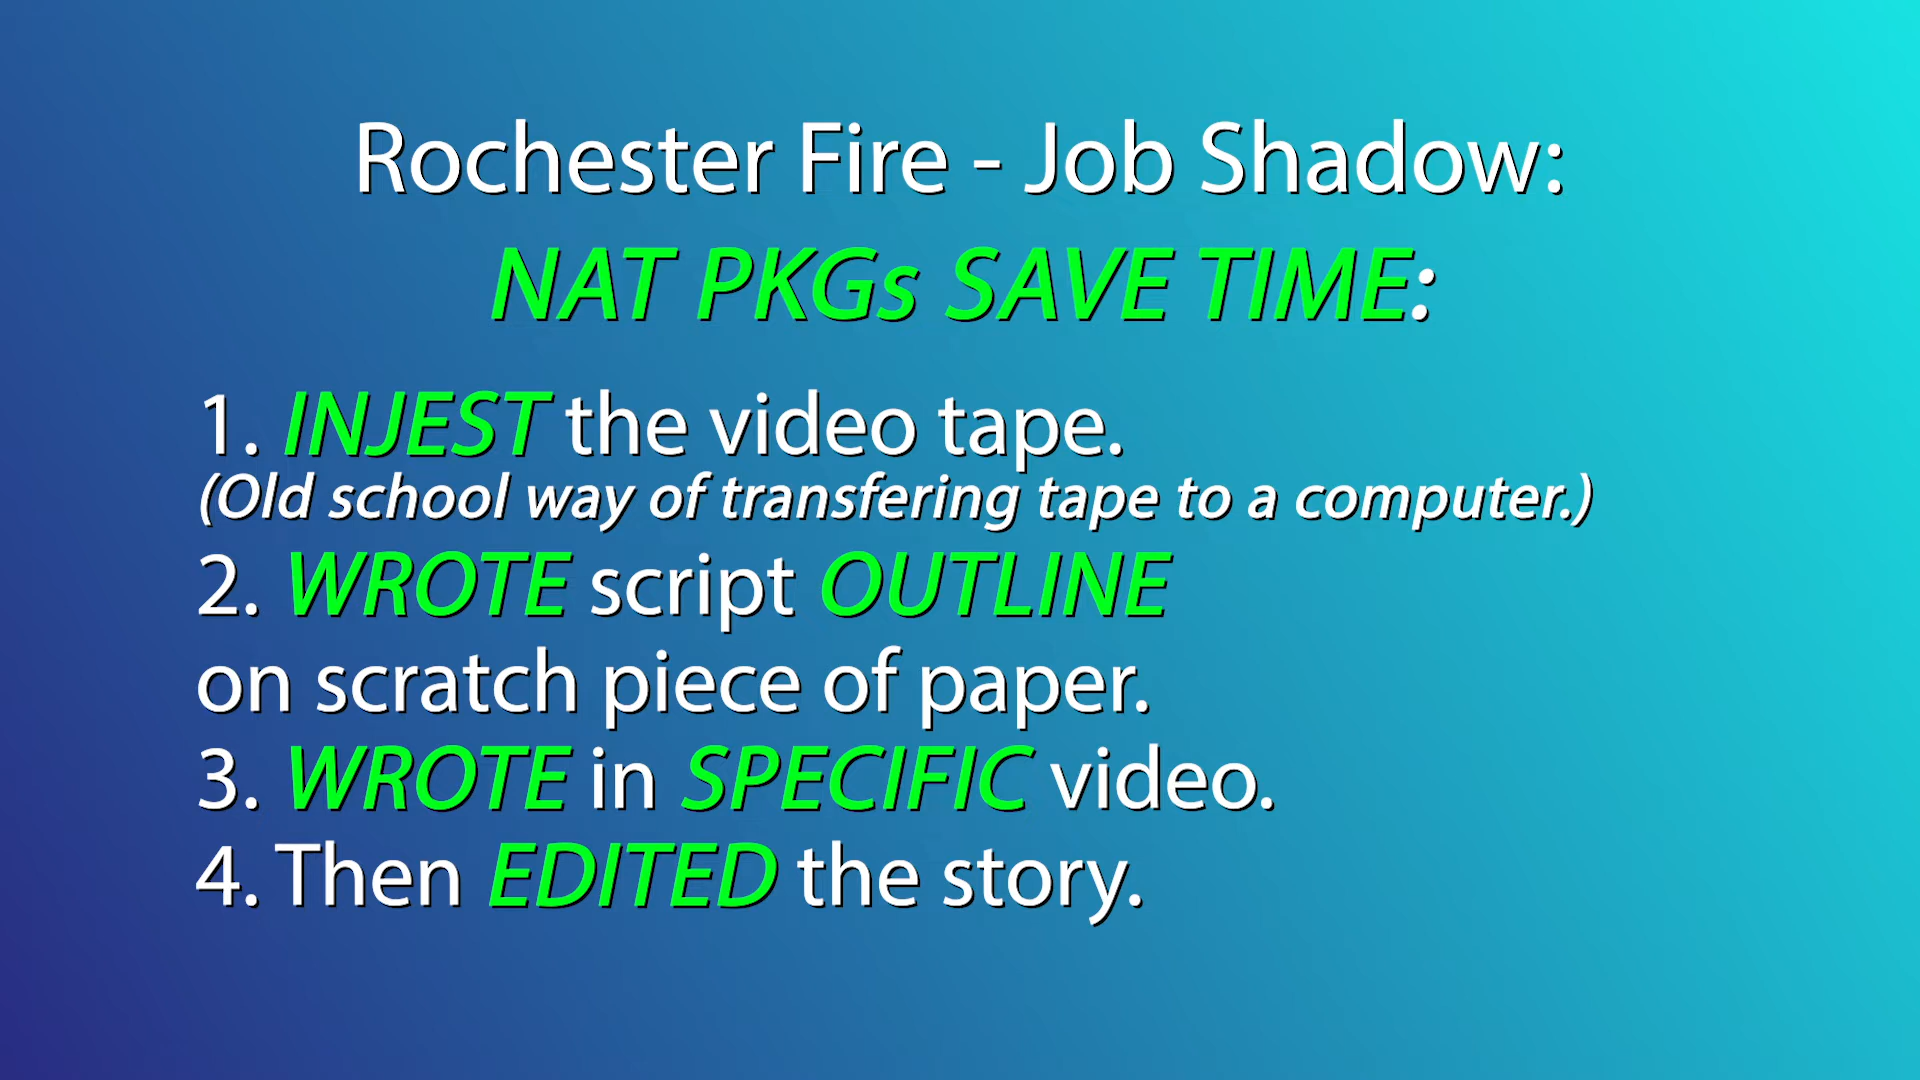 Rochester Fire - Job Shadow:
NAT PKGs SAVE TIME:
1. INJEST the video tape.
(Old school way of transfering tape to a computer.)
2. WROTE script OUTLINE
on scratch piece of paper.
3. WROTE in SPECIFIC video.
4. Then EDITED the story.